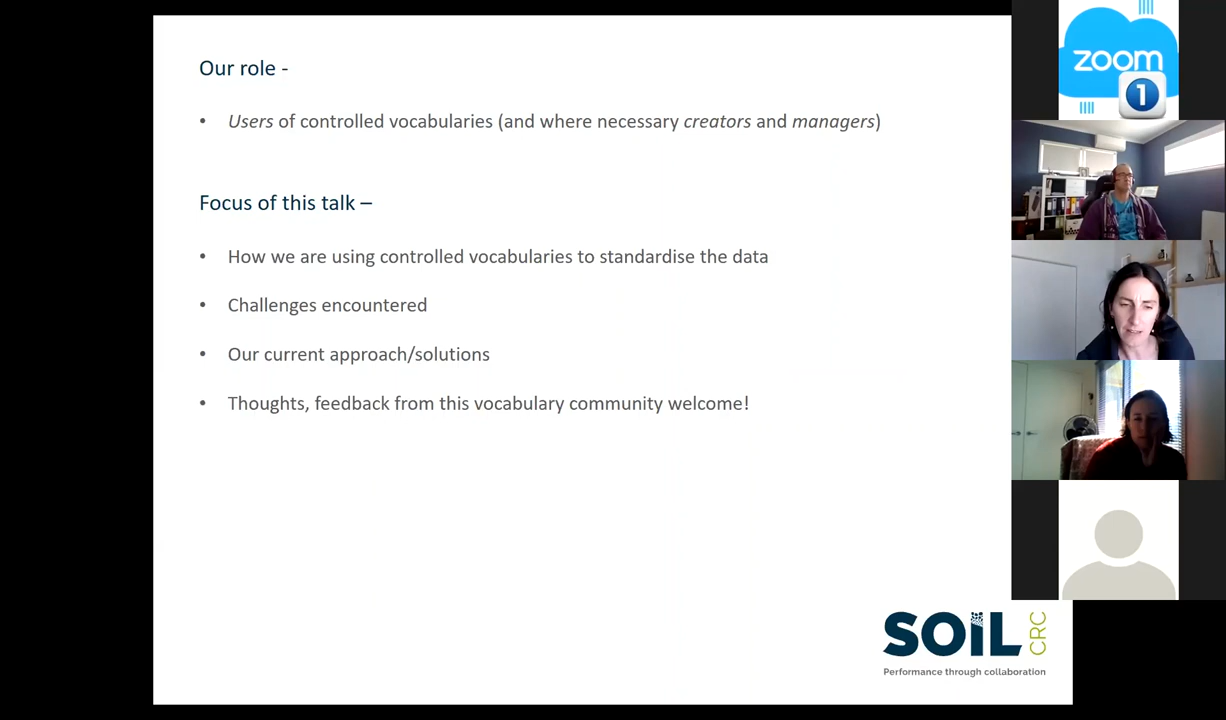 Our role -
• Users of controlled vocabularies (and where necessary creators and managers)
Focus of this talk –
• How we are using controlled vocabularies to standardise the data
• Challenges encountered
• Our current approach/solutions
• Thoughts, feedback from this vocabulary community welcome!
zoom
1
SOIL CRC
Performance through collaboration